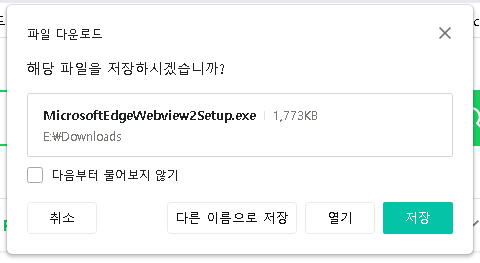 파일 다운로드
해당 파일을 저장하시겠습니까?
MicrosoftEdgeWebview2Setup.exe 1,773KB
E:₩Downloads
다음부터 물어보지 않기
취소 다른 이름으로 저장 열기 저장